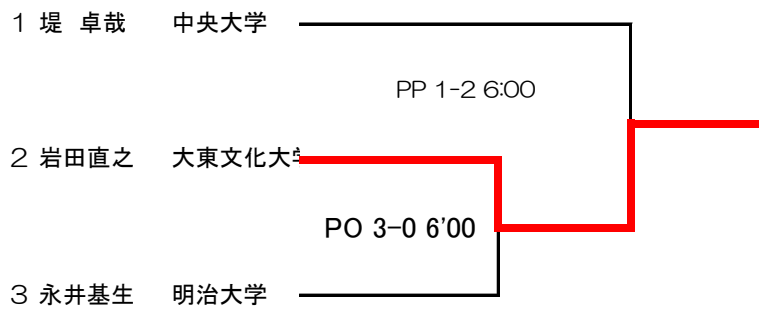 1 堤 卓哉 中央大学
PP 1-2 6:00
2 岩田直之 大東文化大学
PO 3-0 6'00
3 永井基生 明治大学